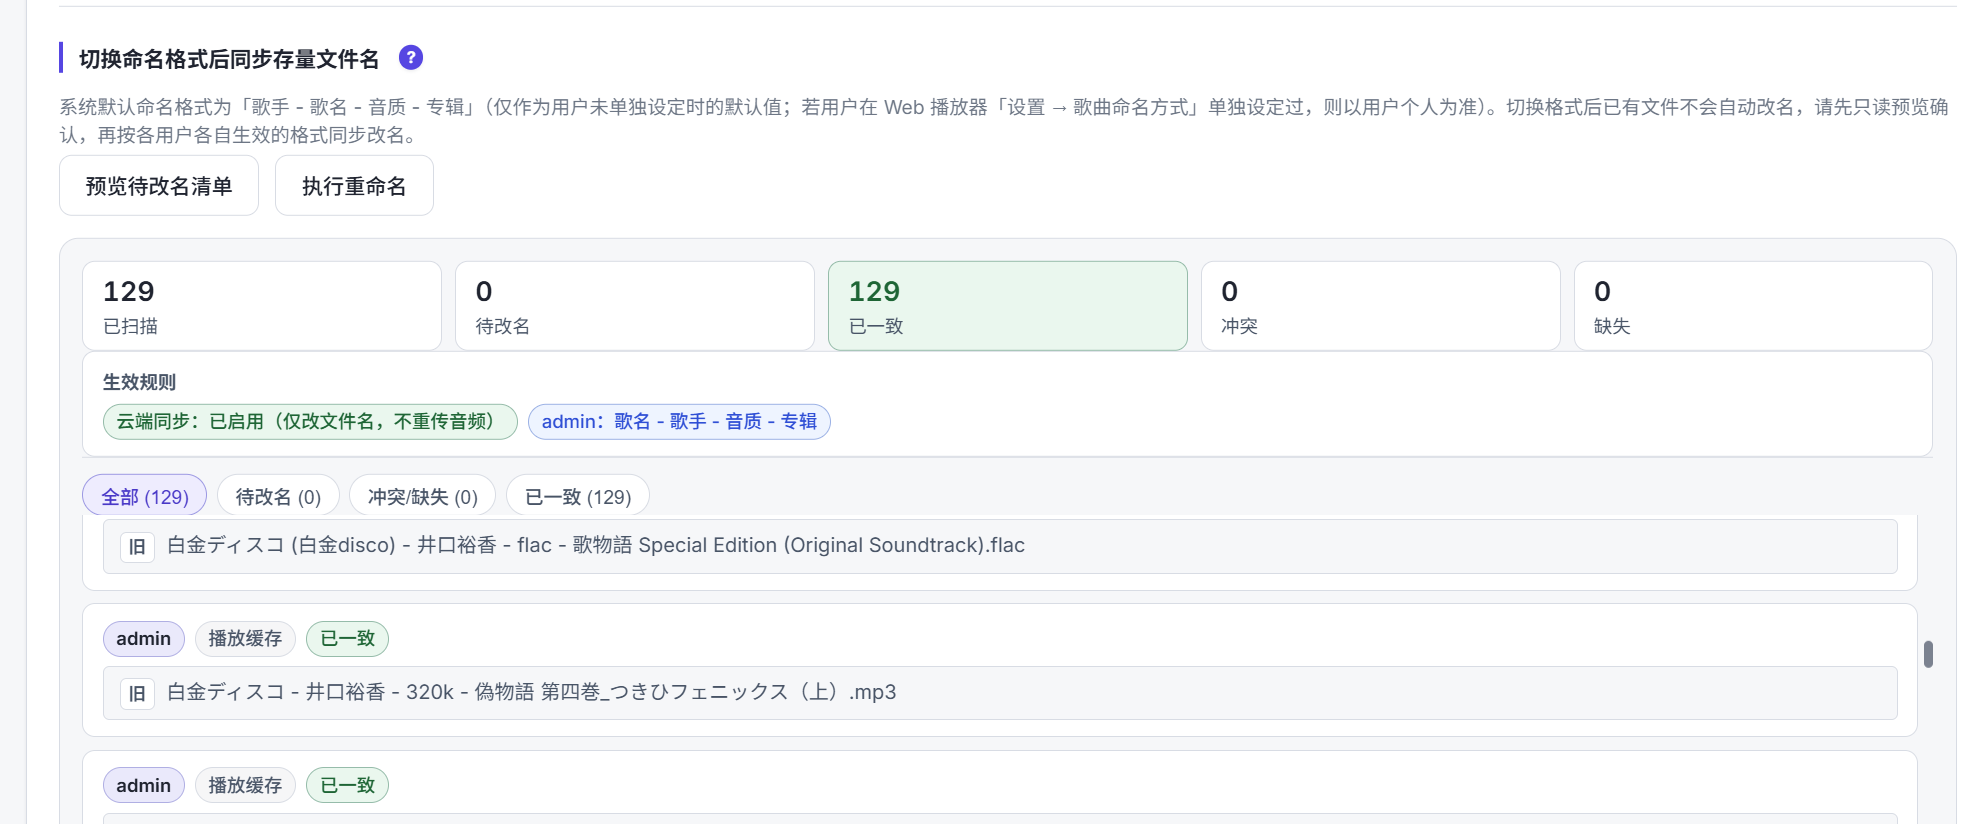 切换命名格式后同步存量文件名 ?
系统默认命名格式为「歌手 - 歌名 - 音质 - 专辑」（仅作为用户未单独设定时的默认值；若用户在 Web 播放器「设置 → 歌曲命名方式」单独设定过，则以用户个人为准）。切换格式后已有文件不会自动改名，请先只读预览确
认，再按各用户各自生效的格式同步改名。
预览待改名清单 执行重命名
129 0 129 0 0
已扫描 待改名 已一致 冲突 缺失
生效规则
云端同步：已启用（仅改文件名，不重传音频） admin：歌名 - 歌手 - 音质 - 专辑
全部 (129) 待改名 (0) 冲突/缺失 (0) 已一致 (129)
旧 白金ディスコ (白金disco) - 井口裕香 - flac - 歌物語 Special Edition (Original Soundtrack).flac
admin 播放缓存 已一致
旧 白金ディスコ - 井口裕香 - 320k - 偽物語 第四巻_つきひフェニックス（上）.mp3
admin 播放缓存 已一致